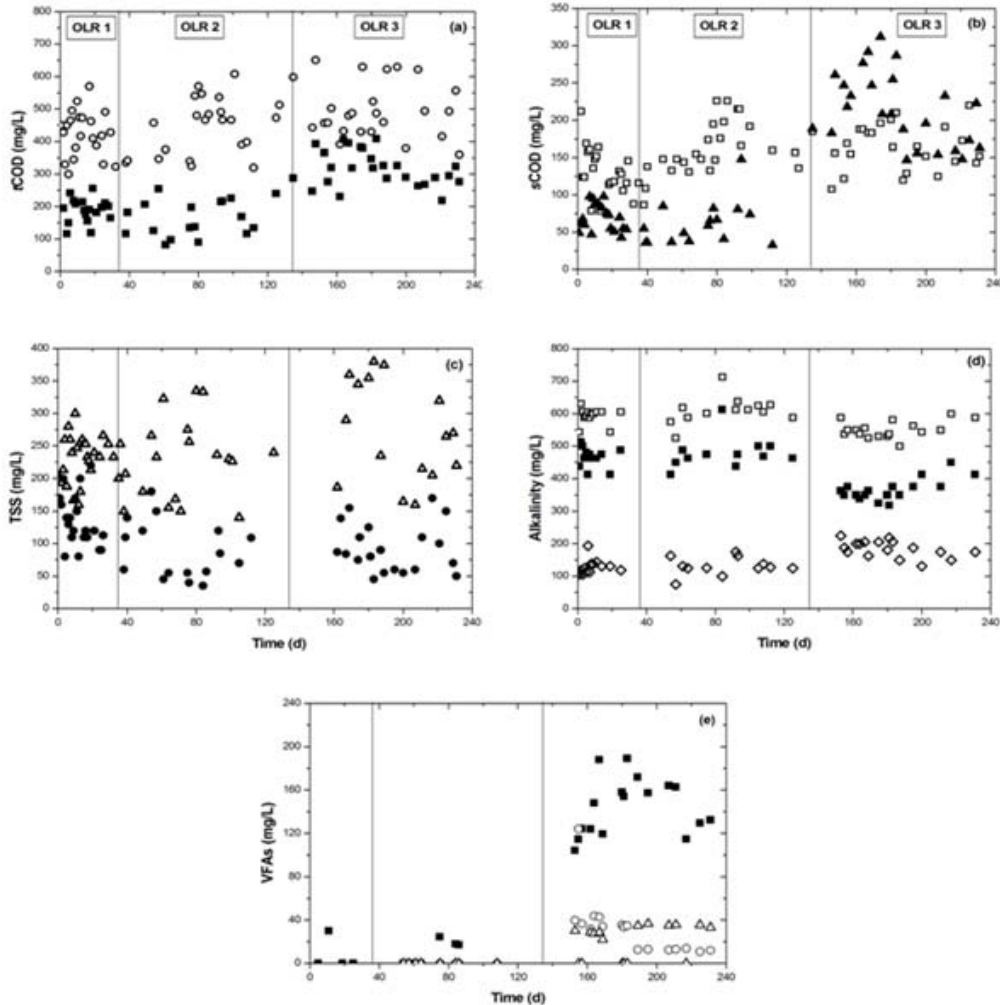 OLR 1 OLR 2 OLR 3 (a)
800
700
600
500
400
300
200
100
0
tCOD (mg/L)
0 40 80 120 160 200 240
OLR 1 OLR 2 OLR 3 (b)
350
300
250
200
150
100
50
0
sCOD (mg/L)
0 40 80 120 160 200 240
(c)
400
350
300
250
200
150
100
50
0
TSS (mg/L)
0 40 80 120 160 200 240
Time (d)
(d)
800
700
600
500
400
300
200
100
0
Alkalinity (mg/L)
0 40 80 120 160 200 240
Time (d)
(e)
240
200
160
120
80
40
0
VFAs (mg/L)
0 40 80 120 160 200 240
Time (d)